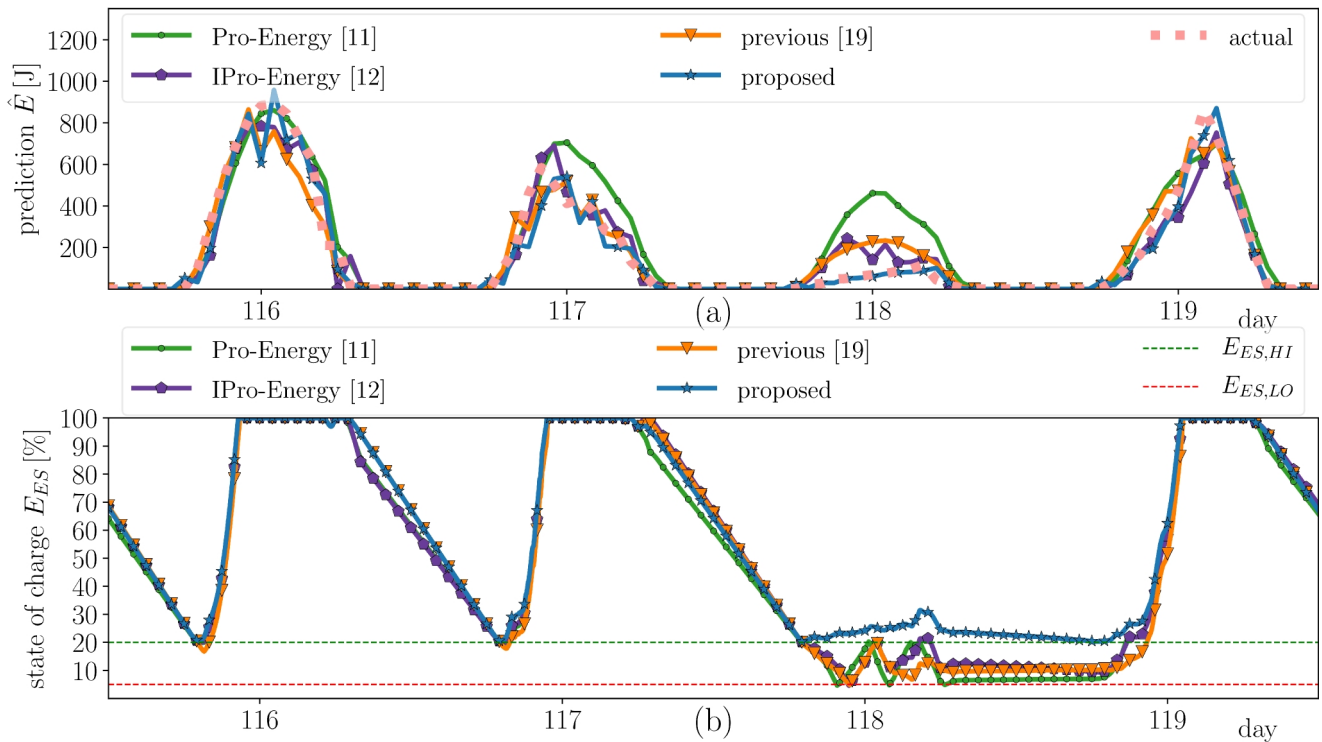 Pro-Energy [11]
IPro-Energy [12]
previous [19]
proposed
actual
prediction Ê [J]
1200
1000
800
600
400
200
116
117
118
119
(a)
day
Pro-Energy [11]
IPro-Energy [12]
previous [19]
proposed
E_{ES,HI}
E_{ES,LO}
state of charge E_{ES} [%]
100
90
80
70
60
50
40
30
20
10
116
117
118
119
(b)
day